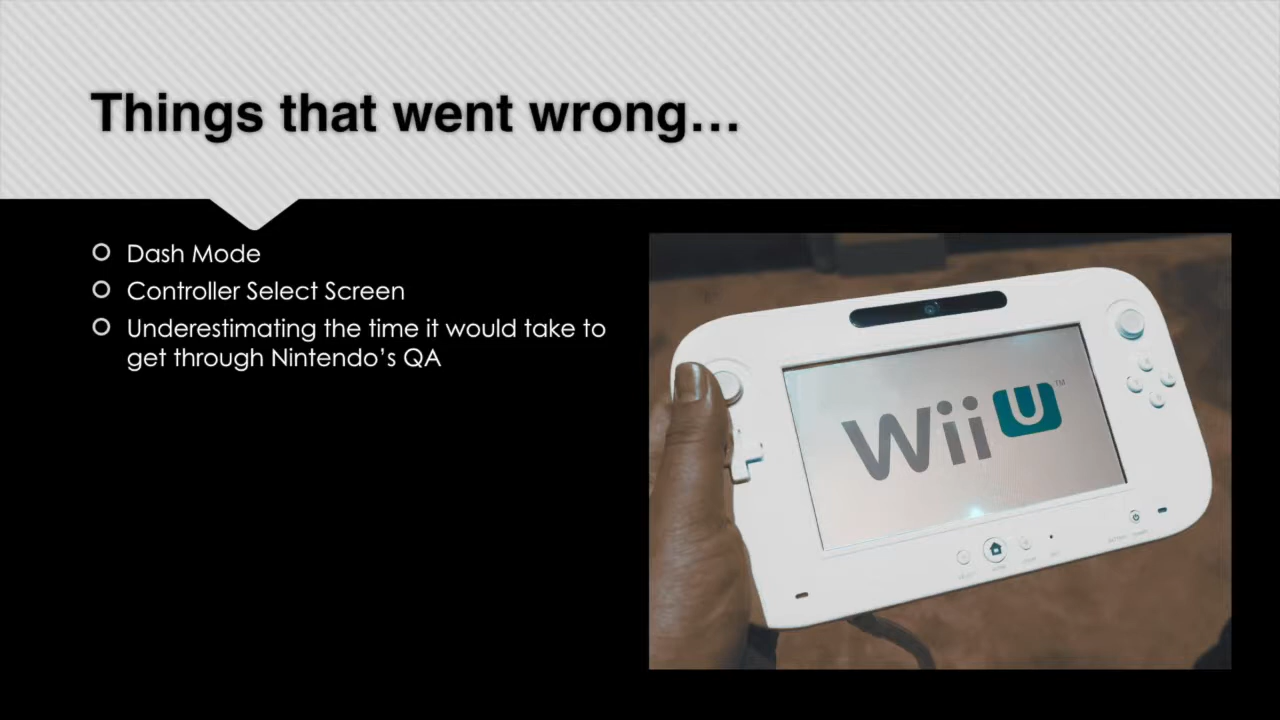 Things that went wrong…
Dash Mode
Controller Select Screen
Underestimating the time it would take to
get through Nintendo’s QA
Wii U™